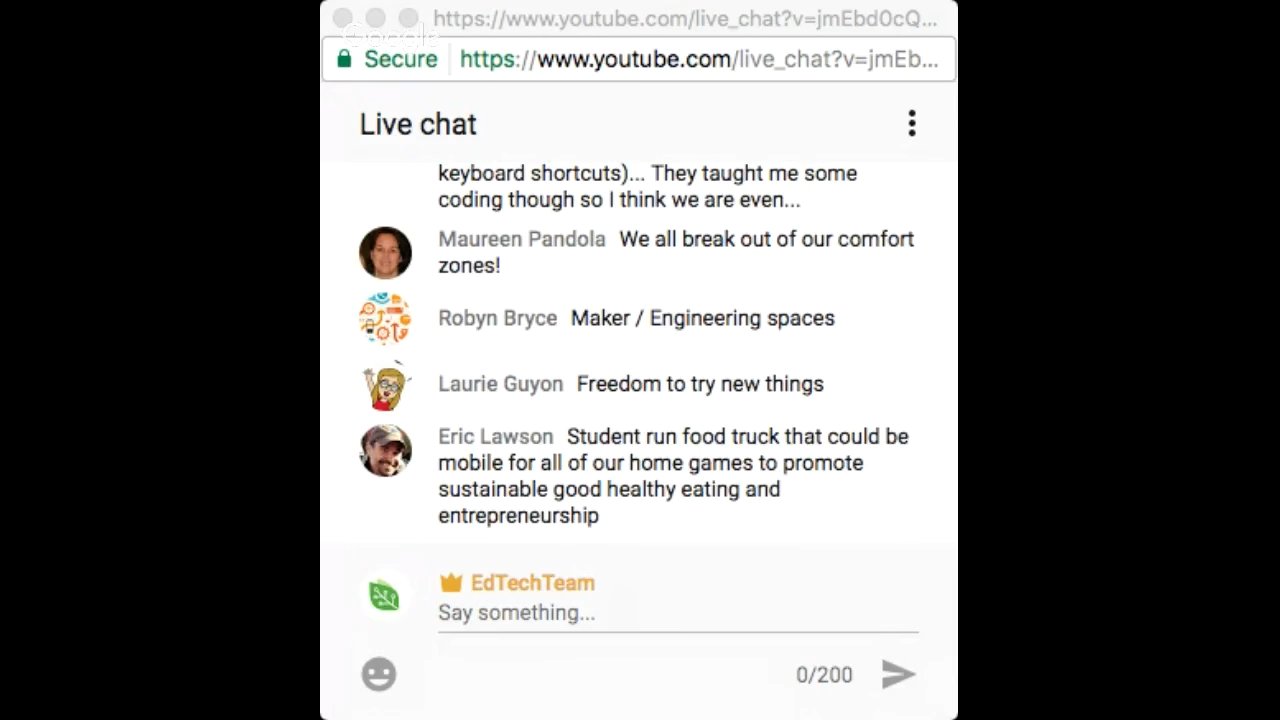 https://www.youtube.com/live_chat?v=jmEbd0cQ...
Google
Secure https://www.youtube.com/live_chat?v=jmEb...
Live chat
keyboard shortcuts)... They taught me some
coding though so I think we are even...
Maureen Pandola We all break out of our comfort
zones!
Robyn Bryce Maker / Engineering spaces
Laurie Guyon Freedom to try new things
Eric Lawson Student run food truck that could be
mobile for all of our home games to promote
sustainable good healthy eating and
entrepreneurship
EdTechTeam
Say something...
0/200